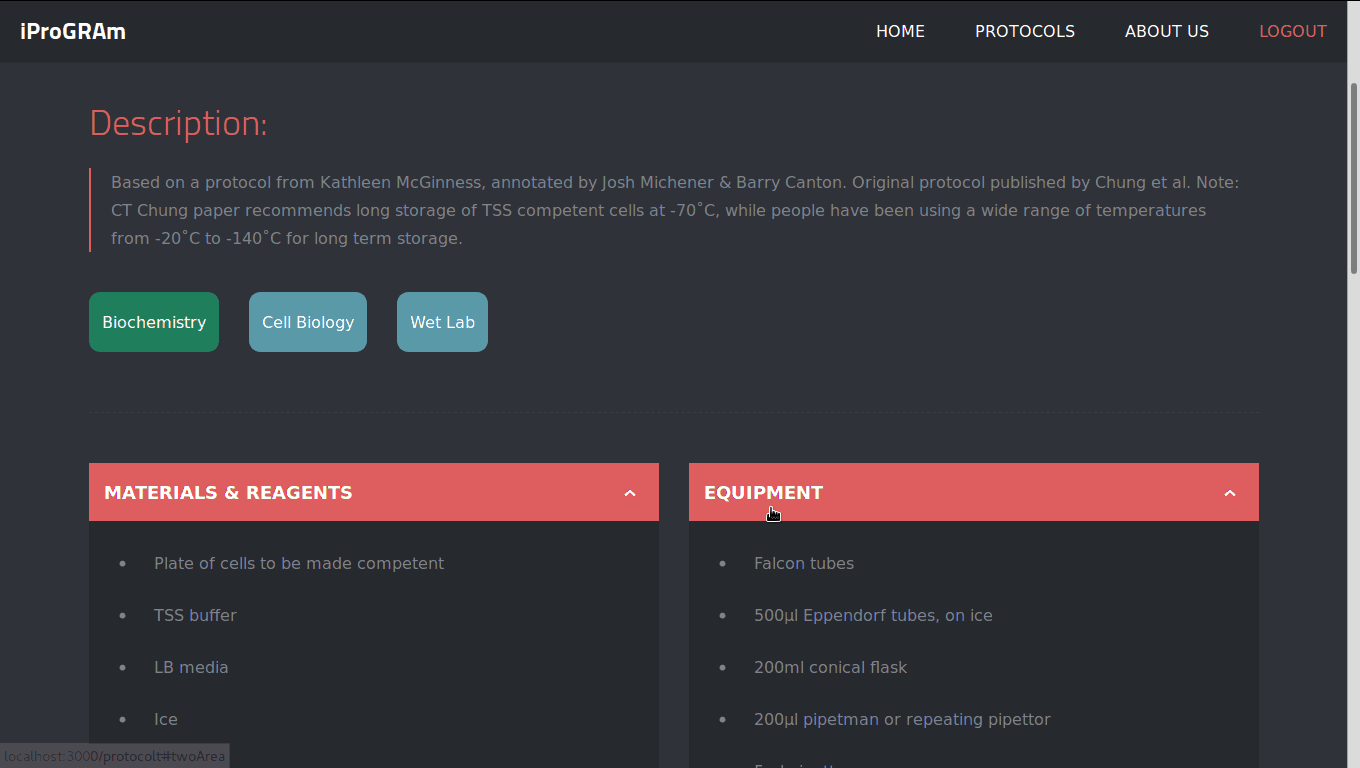 iProGRAm
HOME PROTOCOLS ABOUT US LOGOUT
Description:
Based on a protocol from Kathleen McGinness, annotated by Josh Michener & Barry Canton. Original protocol published by Chung et al. Note:
CT Chung paper recommends long storage of TSS competent cells at -70˚C, while people have been using a wide range of temperatures
from -20˚C to -140˚C for long term storage.
Biochemistry Cell Biology Wet Lab
MATERIALS & REAGENTS
• Plate of cells to be made competent
• TSS buffer
• LB media
• Ice
EQUIPMENT
• Falcon tubes
• 500μl Eppendorf tubes, on ice
• 200ml conical flask
• 200μl pipetman or repeating pipettor
localhost:3000/protocolt#twoArea